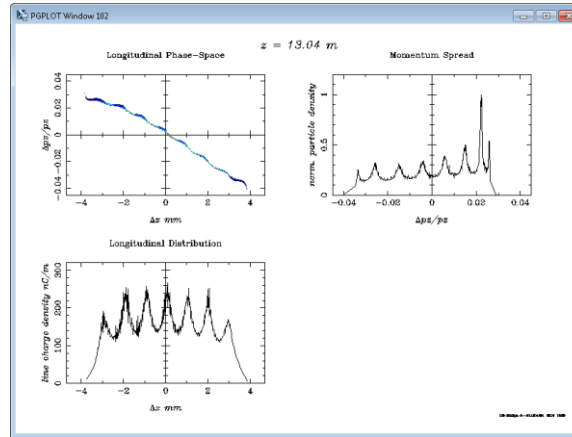 PGPLOT Window 182
z = 13.04 m
Longitudinal Phase-Space
Momentum Spread
0.04
0.02
0
-0.02
-0.04
Δpz/pz
-4 -2 0 2 4
Δz mm
1
0.5
0
norm. particle density
-0.04 -0.02 0 0.02 0.04
Δpz/pz
Longitudinal Distribution
300
200
100
0
line charge density nC/m
-4 -2 0 2 4
Δz mm